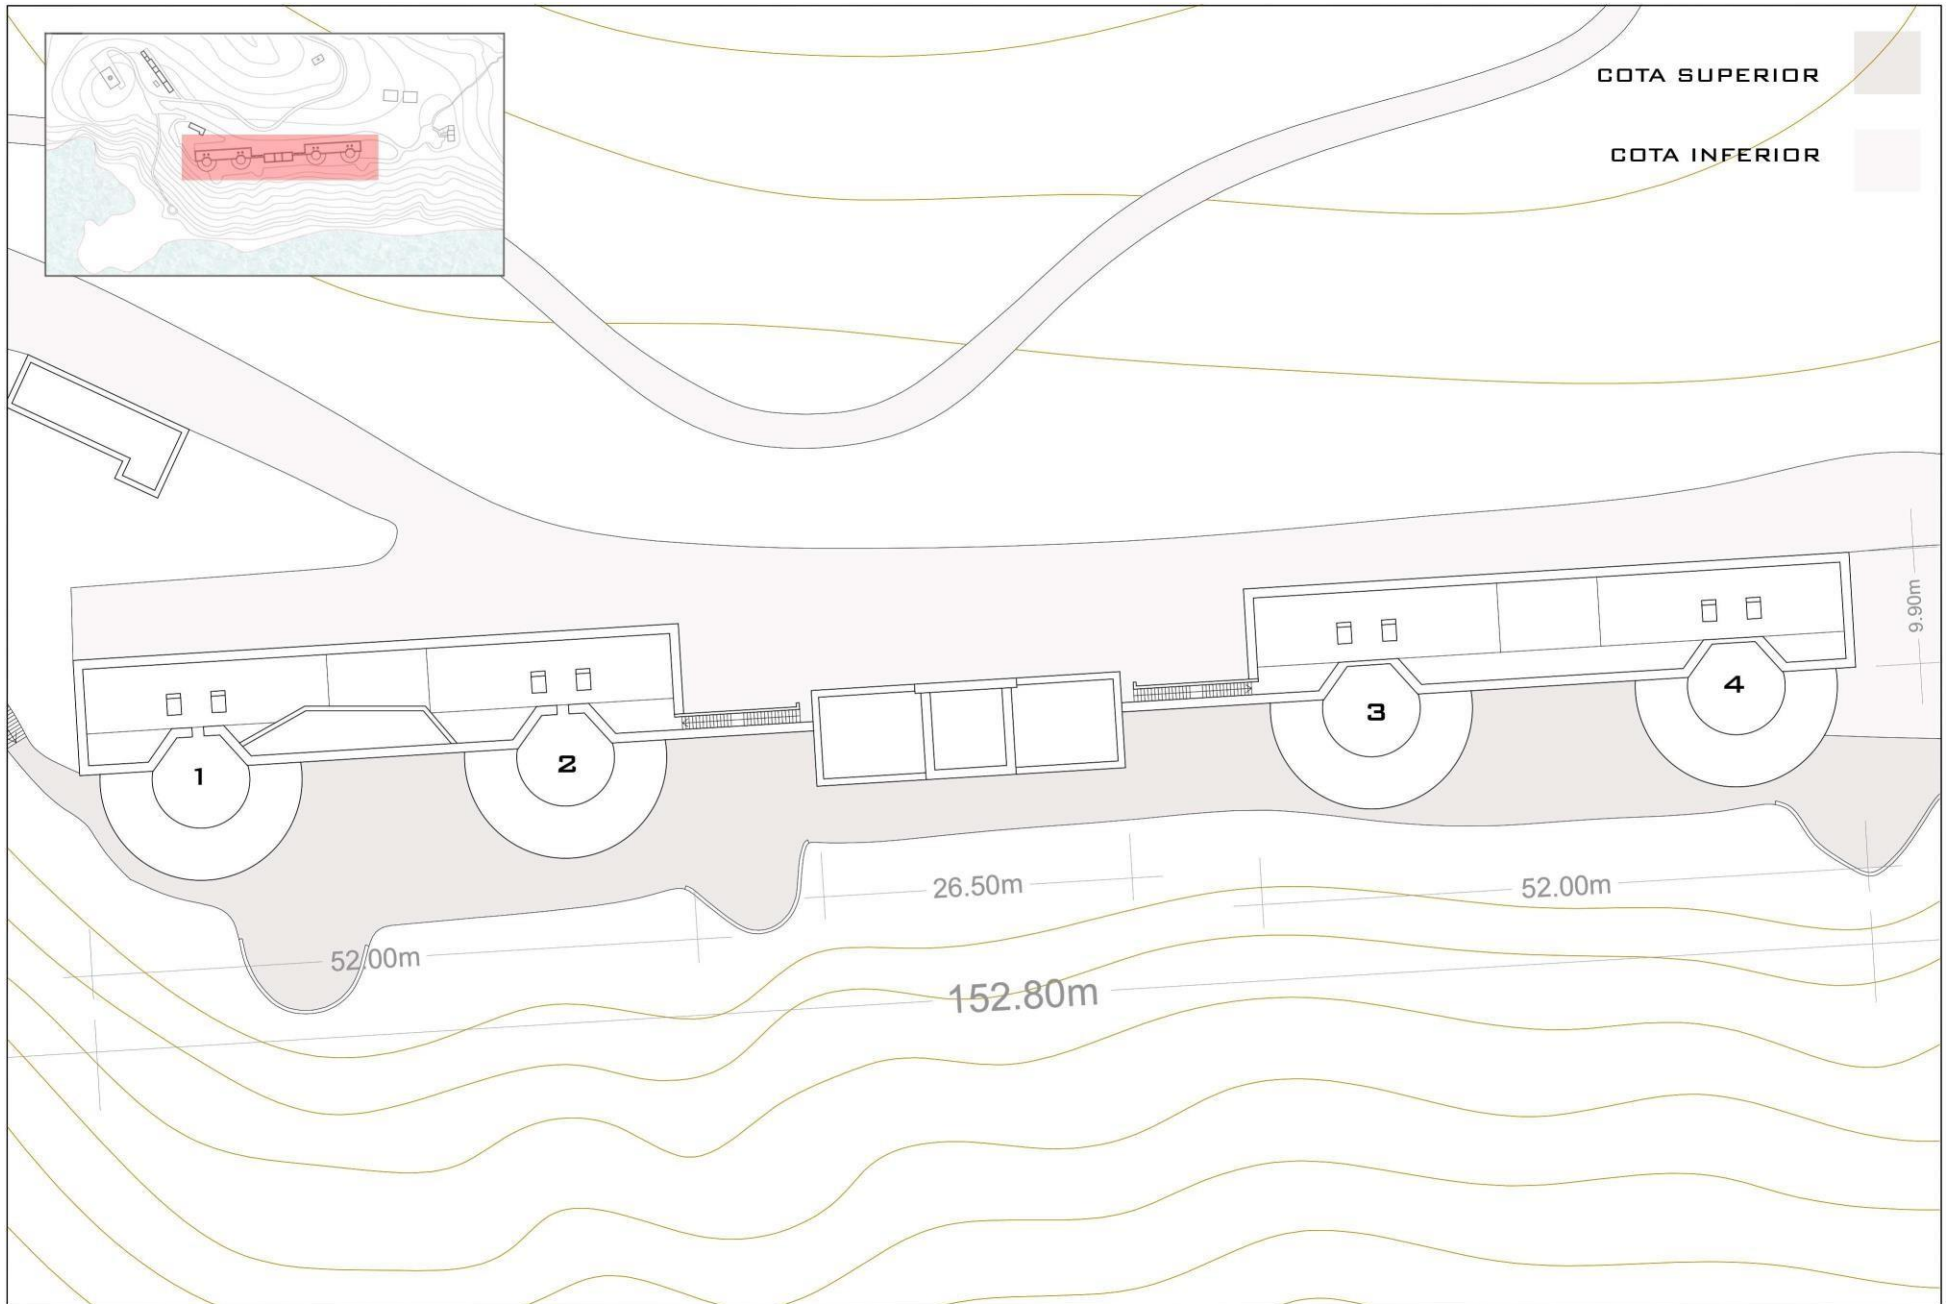 COTA SUPERIOR
COTA INFERIOR
9.90m
4
3
2
1
26.50m
52.00m
52.00m
152.80m